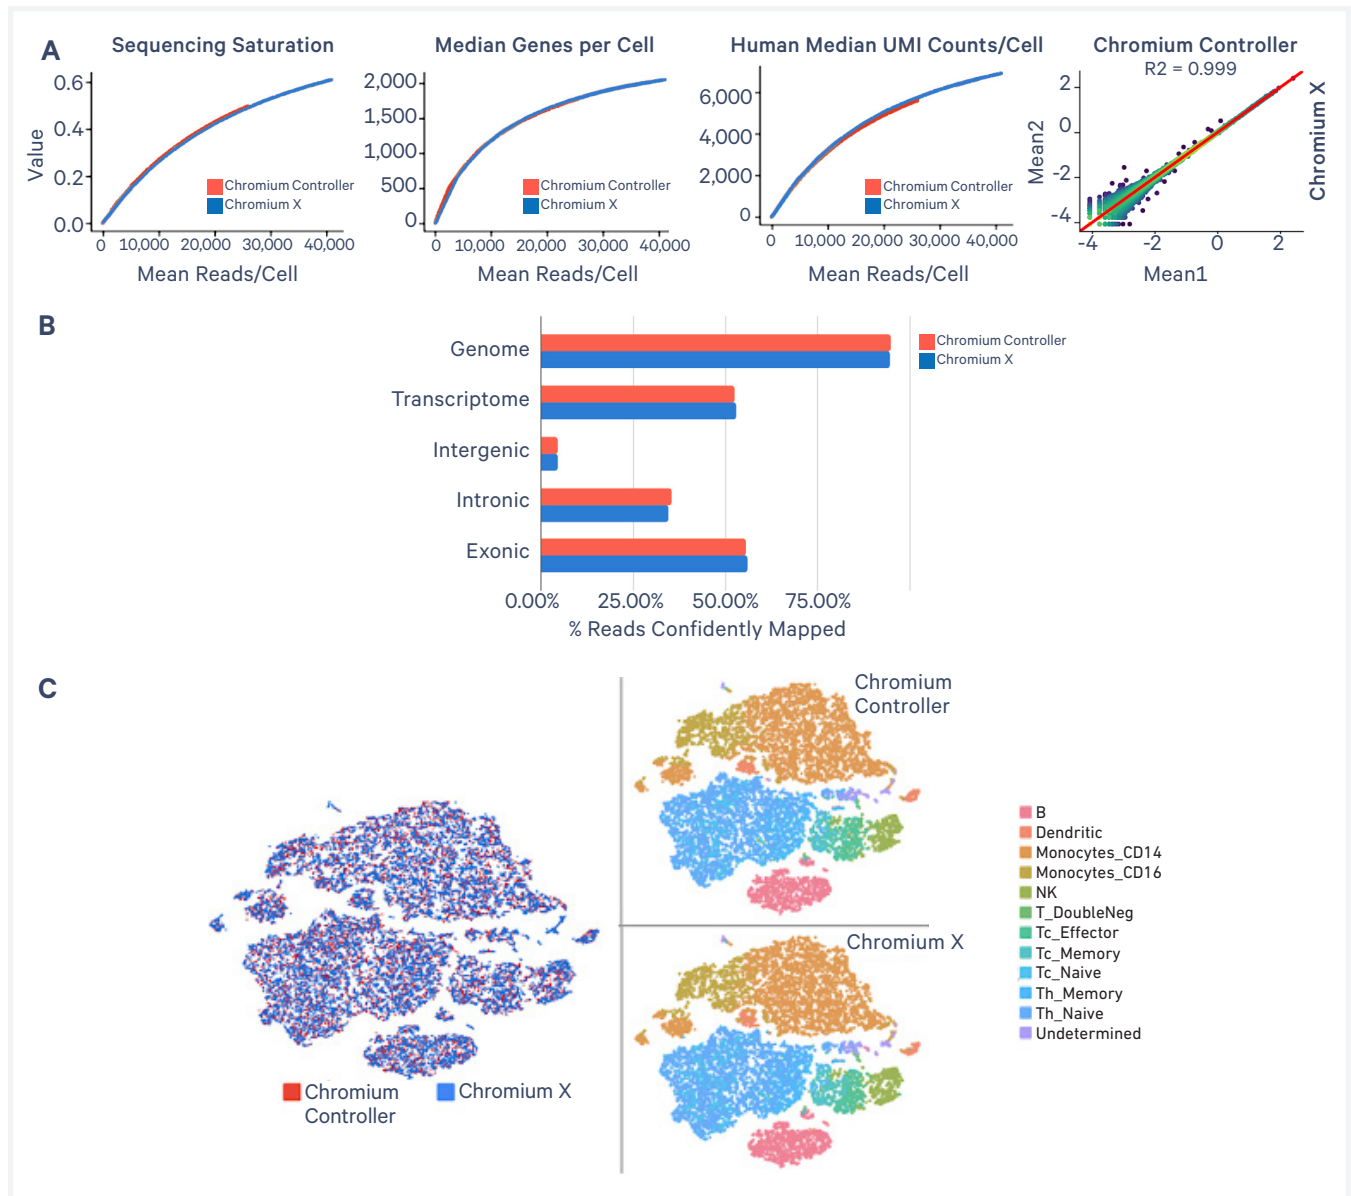 A
Sequencing Saturation
Value
0.6
0.4
0.2
0.0
Chromium Controller
Chromium X
0 10,000 20,000 30,000 40,000
Mean Reads/Cell
Median Genes per Cell
2,000
1,500
1,000
500
0
Chromium Controller
Chromium X
0 10,000 20,000 30,000 40,000
Mean Reads/Cell
Human Median UMI Counts/Cell
6,000
4,000
2,000
0
Chromium Controller
Chromium X
0 10,000 20,000 30,000 40,000
Mean Reads/Cell
Chromium Controller
R2 = 0.999
Mean2
2
0
-2
-4
-4 -2 0 2
Mean1
Chromium X
B
Genome
Transcriptome
Intergenic
Intronic
Exonic
0.00% 25.00% 50.00% 75.00%
% Reads Confidently Mapped
Chromium Controller
Chromium X
C
Chromium
Controller
Chromium X
Chromium
Controller
Chromium X
B
Dendritic
Monocytes_CD14
Monocytes_CD16
NK
T_DoubleNeg
Tc_Effector
Tc_Memory
Tc_Naive
Th_Memory
Th_Naive
Undetermined